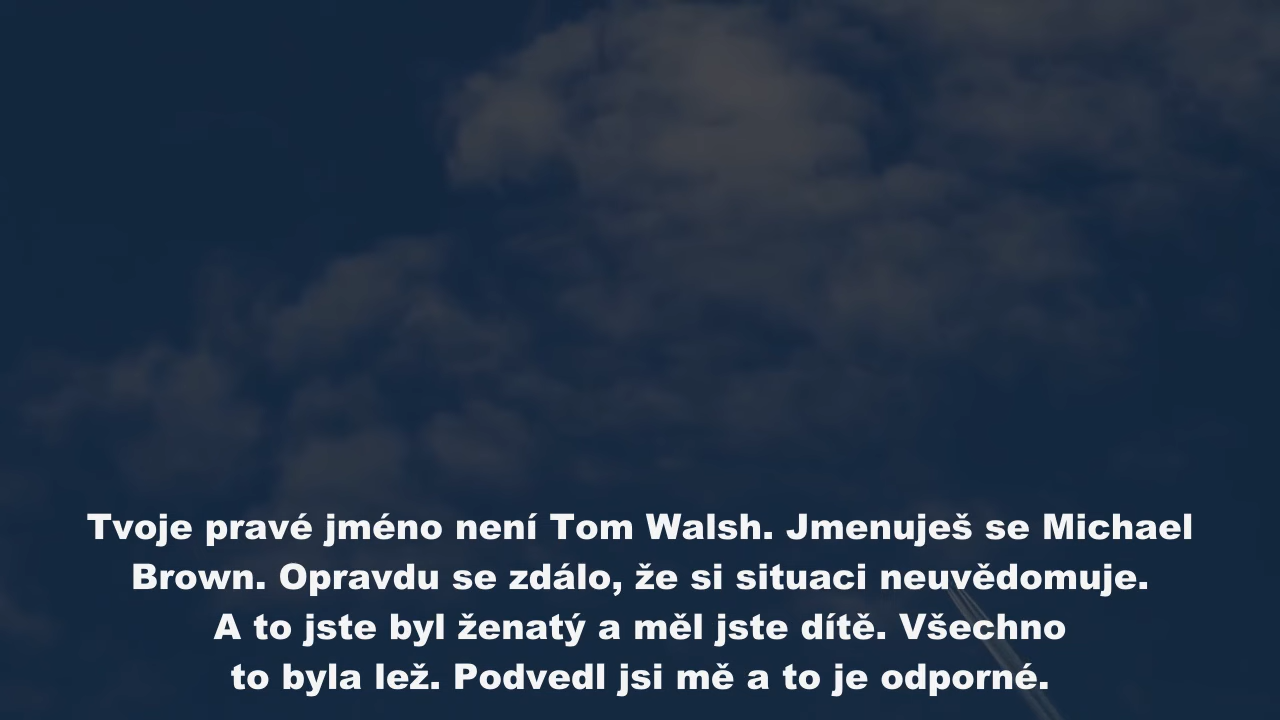 Tvoje pravé jméno není Tom Walsh. Jmenuješ se Michael
Brown. Opravdu se zdálo, že si situaci neuvědomuje.
A to jste byl ženatý a měl jste dítě. Všechno
to byla lež. Podvedl jsi mě a to je odporné.